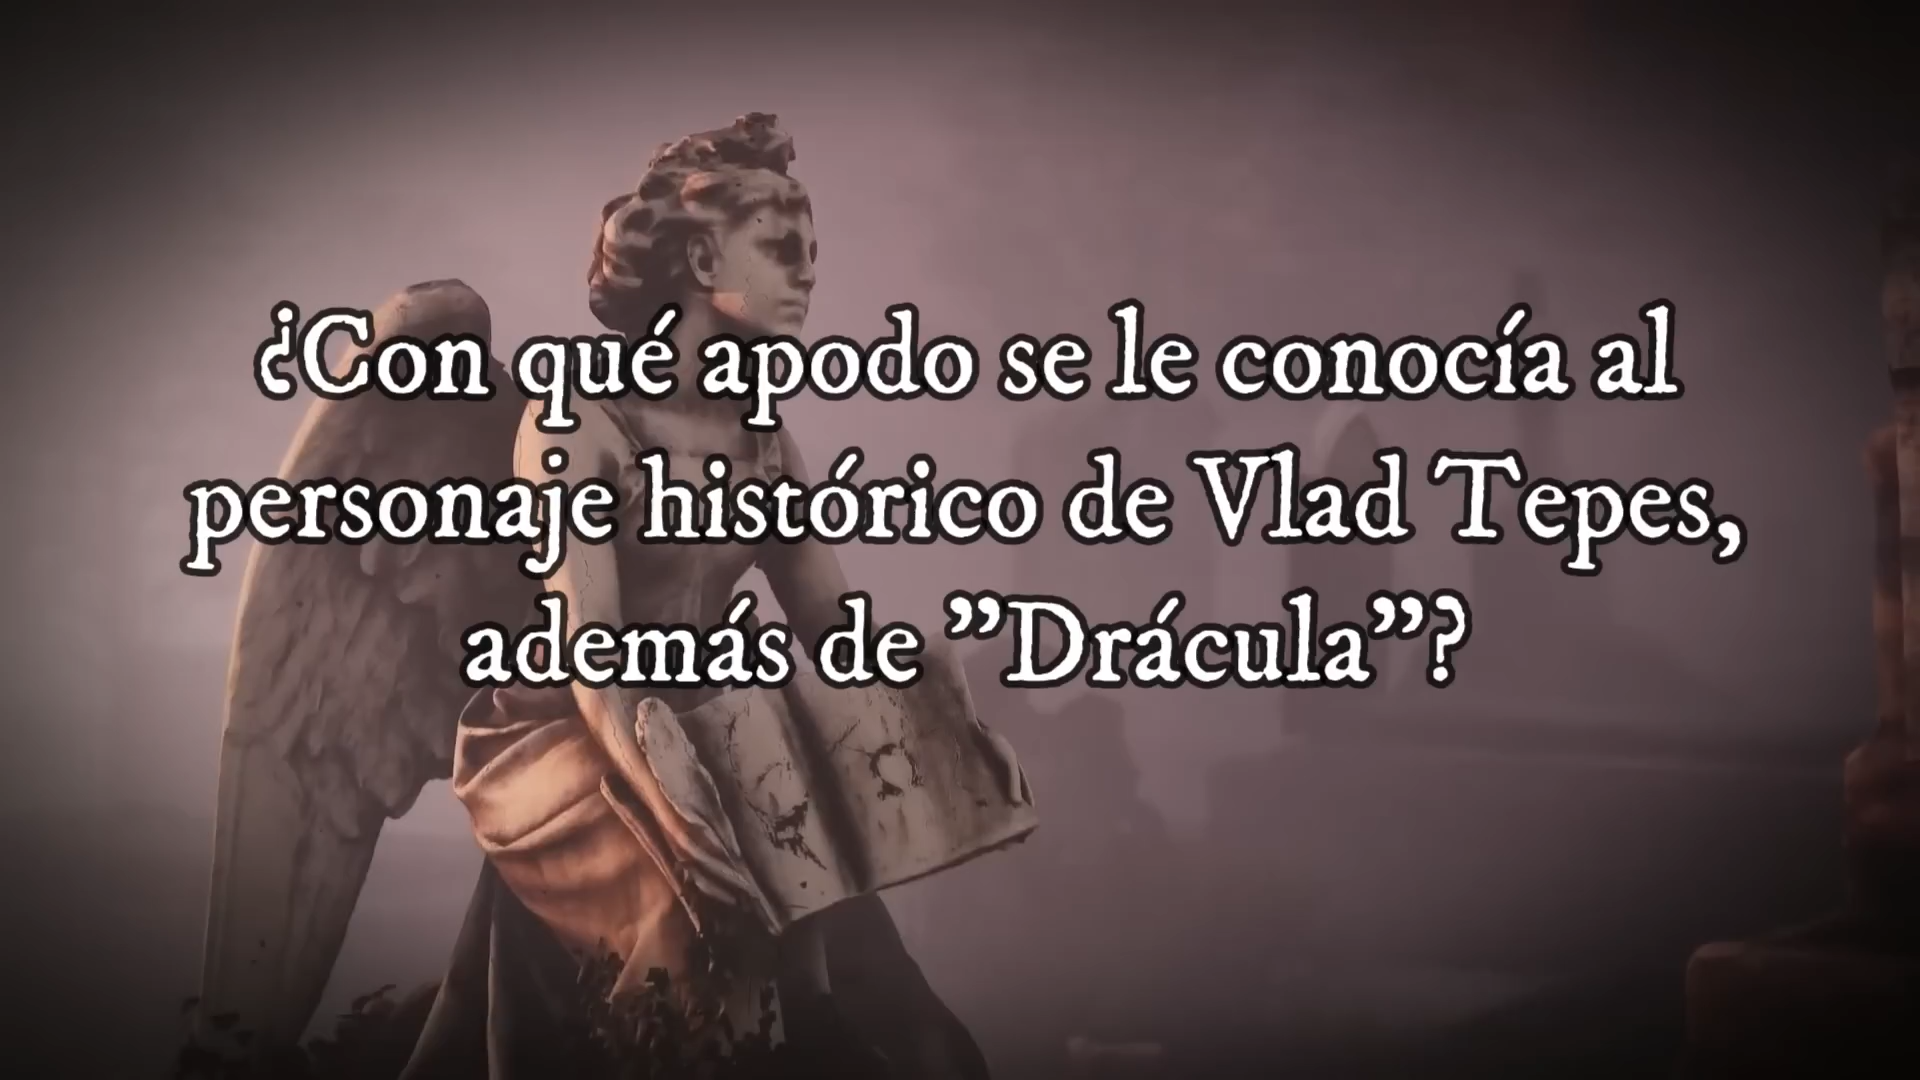 ¿Con qué apodo se le conocía al
personaje histórico de Vlad Tepes,
además de ”Drácula”?